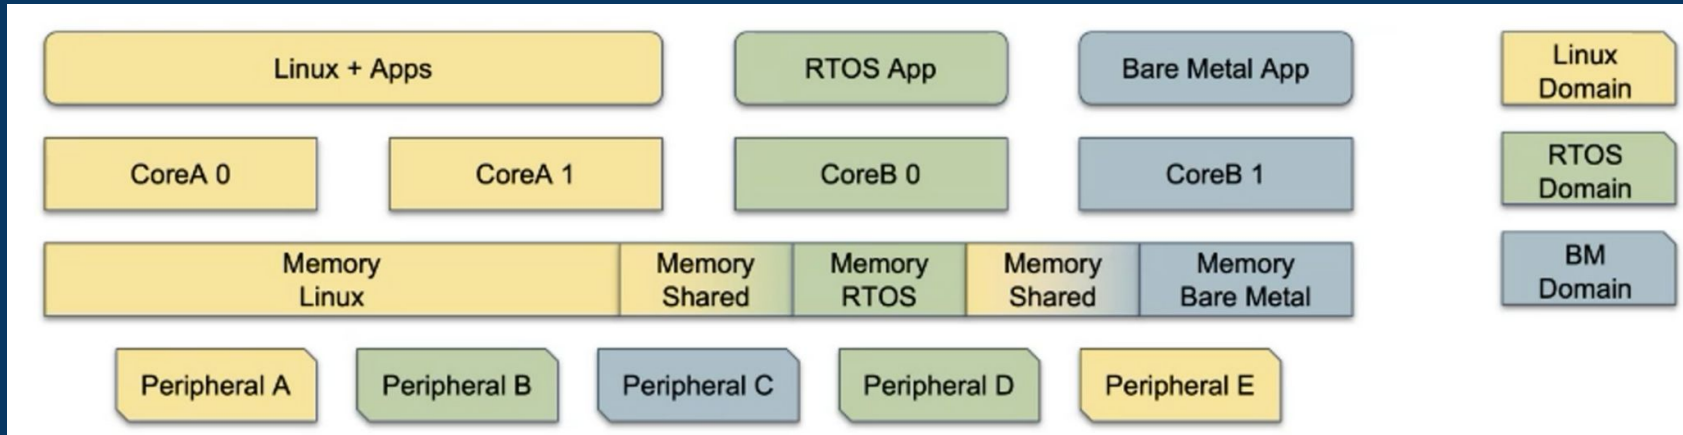 Linux + Apps
RTOS App
Bare Metal App
Linux
Domain
CoreA 0
CoreA 1
CoreB 0
CoreB 1
RTOS
Domain
Memory
Linux
Memory
Shared
Memory
RTOS
Memory
Shared
Memory
Bare Metal
BM
Domain
Peripheral A
Peripheral B
Peripheral C
Peripheral D
Peripheral E